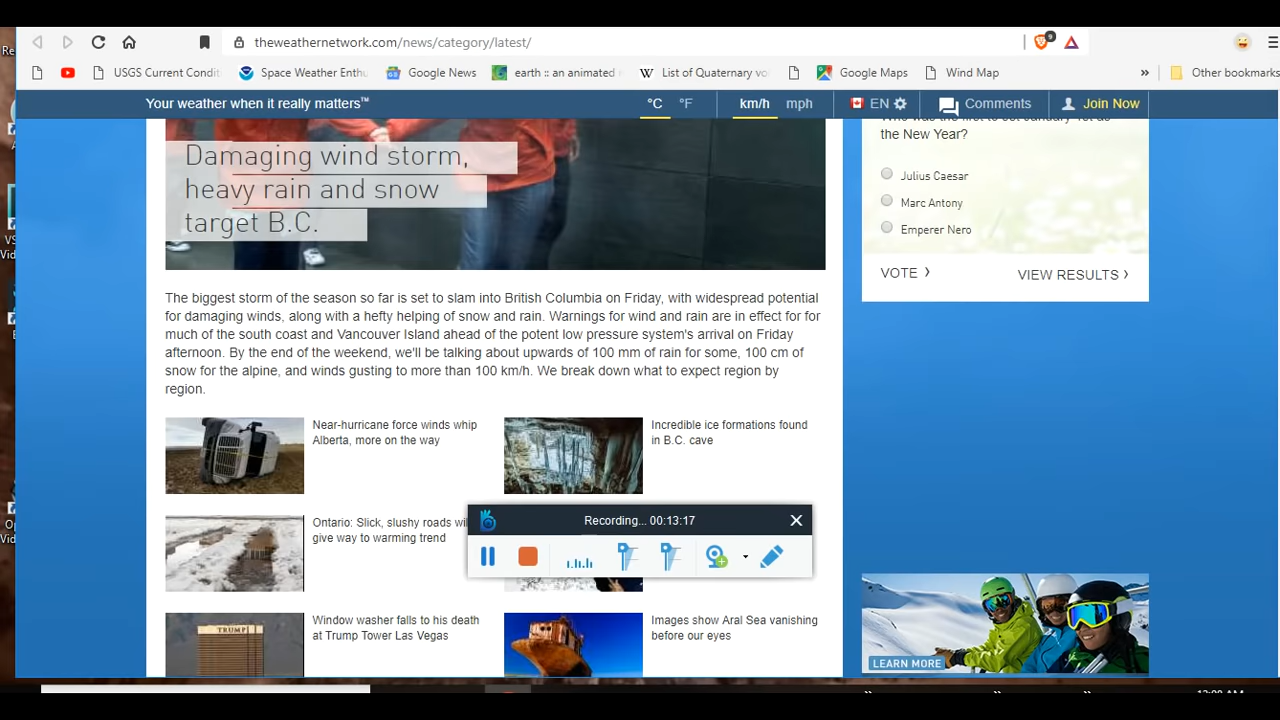 theweathernetwork.com/news/category/latest/
9
USGS Current Condit
Space Weather Enthu
Google News
earth :: an animated
W List of Quaternary vo
Google Maps
Wind Map
»
Other bookmarks
Your weather when it really matters™
°C °F
km/h mph
EN
Comments
Join Now
the New Year?
Julius Caesar
Marc Antony
Emperer Nero
VOTE ›
VIEW RESULTS ›
Damaging wind storm,
heavy rain and snow
target B.C.
The biggest storm of the season so far is set to slam into British Columbia on Friday, with widespread potential
for damaging winds, along with a hefty helping of snow and rain. Warnings for wind and rain are in effect for for
much of the south coast and Vancouver Island ahead of the potent low pressure system's arrival on Friday
afternoon. By the end of the weekend, we'll be talking about upwards of 100 mm of rain for some, 100 cm of
snow for the alpine, and winds gusting to more than 100 km/h. We break down what to expect region by
region.
Near-hurricane force winds whip
Alberta, more on the way
Incredible ice formations found
in B.C. cave
Ontario: Slick, slushy roads wi
give way to warming trend
Recording... 00:13:17
Window washer falls to his death
at Trump Tower Las Vegas
TRUMP
Images show Aral Sea vanishing
before our eyes
LEARN MORE